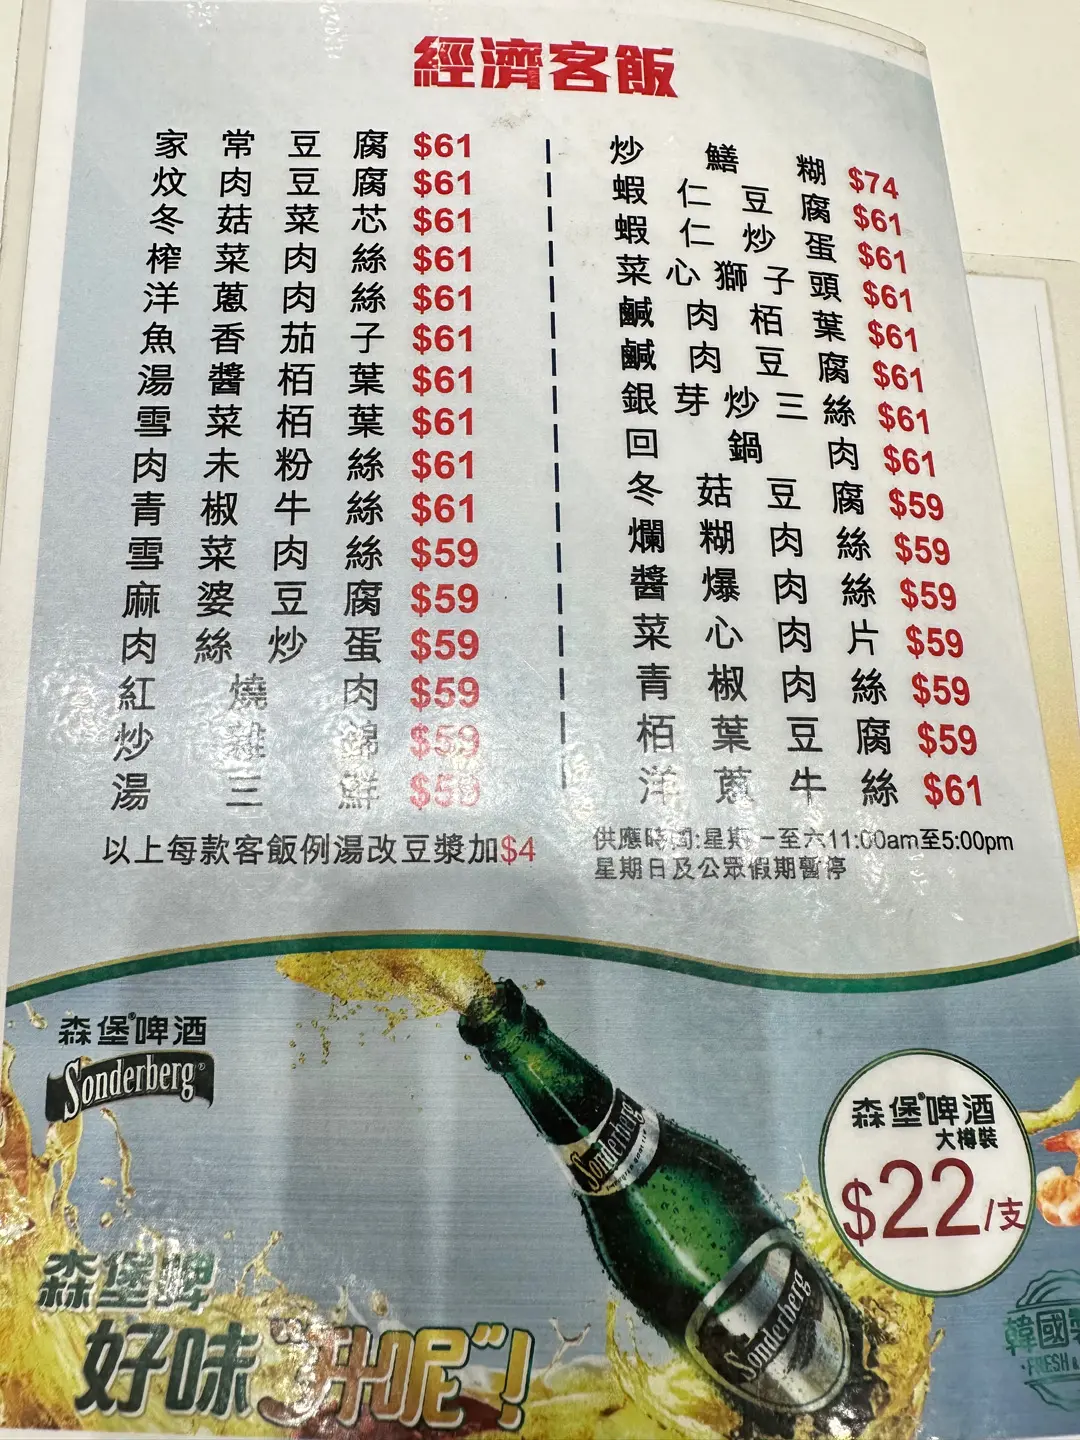 經濟客飯
家常豆腐 $61
炆肉豆腐 $61
冬菇菜芯 $61
榨菜肉絲 $61
洋蔥肉絲 $61
魚香茄子 $61
湯醬栢葉 $61
雪菜栢葉 $61
肉未粉絲 $61
青椒牛絲 $61
雪菜肉絲 $59
麻婆豆腐 $59
肉絲炒蛋 $59
紅燒肉 $59
炒雜錦 $59
湯三鮮 $59
以上每款客飯例湯改豆漿加$4
炒鱔糊 $74
蝦仁豆腐 $61
蝦仁炒蛋 $61
菜心獅子頭 $61
鹹肉栢葉 $61
鹹肉豆腐 $61
銀芽炒三絲 $61
回鍋肉 $61
冬菇豆腐 $59
爛糊肉絲 $59
醬爆肉絲 $59
菜心肉片 $59
青椒肉絲 $59
栢葉豆腐 $59
洋蔥牛絲 $61
供應時間:星期一至六11:00am至5:00pm
星期日及公眾假期暫停
森堡®啤酒
Sonderberg®
Sonderberg
Sonderberg
森堡®啤酒
大樽裝
$22/支
森堡啤
好味"升呢"!
韓國
FRESH